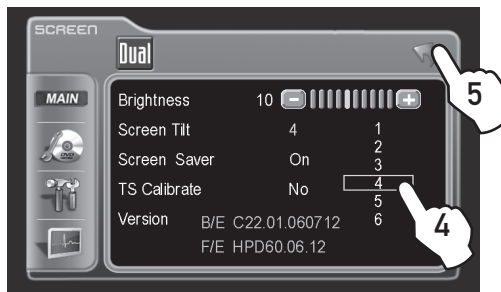 SCREEN
Dual
MAIN
5
Brightness 10 - +
Screen Tilt 4 1
2
Screen Saver On 3
TS Calibrate No 4
5
Version B/E C22.01.060712 6
F/E HPD60.06.12
4
DVD